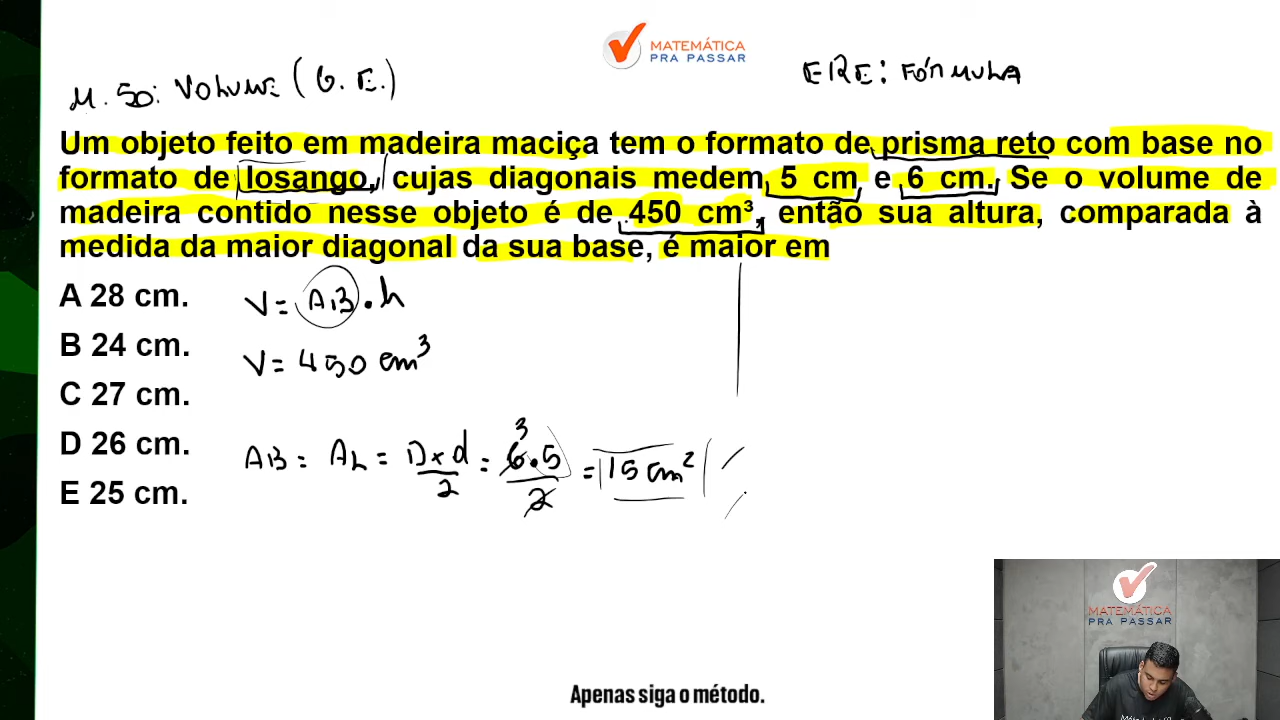 MATEMÁTICA
PRA PASSAR
M. 50: VOLUME (G.E.)
ERE: FÓRMULA
Um objeto feito em madeira maciça tem o formato de prisma reto com base no
formato de losango, cujas diagonais medem 5 cm e 6 cm. Se o volume de
madeira contido nesse objeto é de 450 cm³, então sua altura, comparada à
medida da maior diagonal da sua base, é maior em
A 28 cm.
B 24 cm.
C 27 cm.
D 26 cm.
E 25 cm.
V = AB . h
V = 450 cm³
AB = AL = D x d / 2 = 6 . 5 / 2 = 15 cm²
3
MATEMÁTICA
PRA PASSAR
Apenas siga o método.